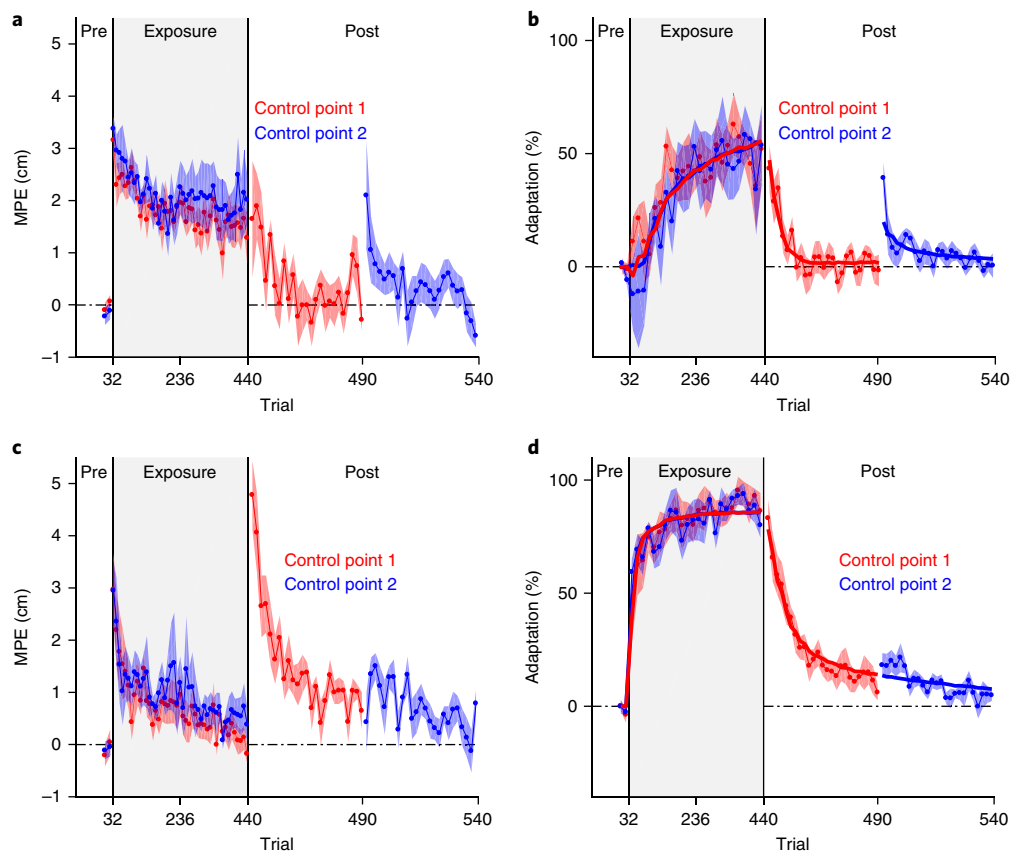 a
Pre Exposure Post
5
4
3
2
1
0
–1
MPE (cm)
Control point 1
Control point 2
32 236 440 490 540
Trial
b
Pre Exposure Post
100
50
0
Adaptation (%)
Control point 1
Control point 2
32 236 440 490 540
Trial
c
Pre Exposure Post
5
4
3
2
1
0
–1
MPE (cm)
Control point 1
Control point 2
32 236 440 490 540
Trial
d
Pre Exposure Post
100
50
0
Adaptation (%)
Control point 1
Control point 2
32 236 440 490 540
Trial